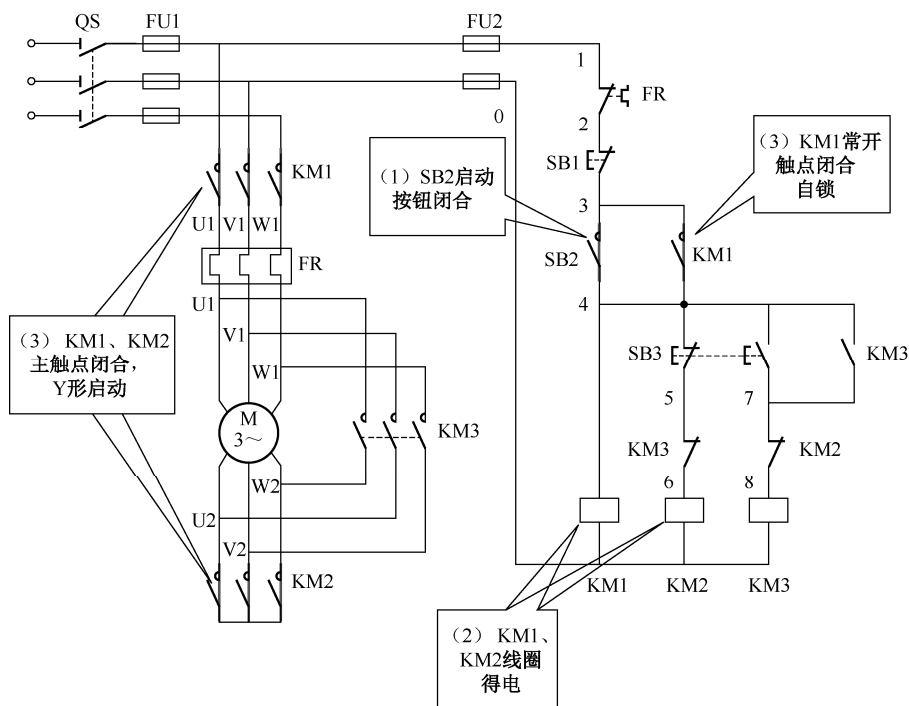 QS
FU1
FU2
1
FR
0
2
SB1
(3) KM1常开
触点闭合
自锁
(1) SB2启动
按钮闭合
KM1
3
U1
V1
W1
SB2
KM1
FR
U1
4
(3) KM1、KM2
主触点闭合，
Y形启动
V1
W1
SB3
KM3
5
7
M
3～
KM3
KM3
KM2
W2
6
8
U2
V2
KM2
KM1
KM2
KM3
(2) KM1、
KM2线圈
得电